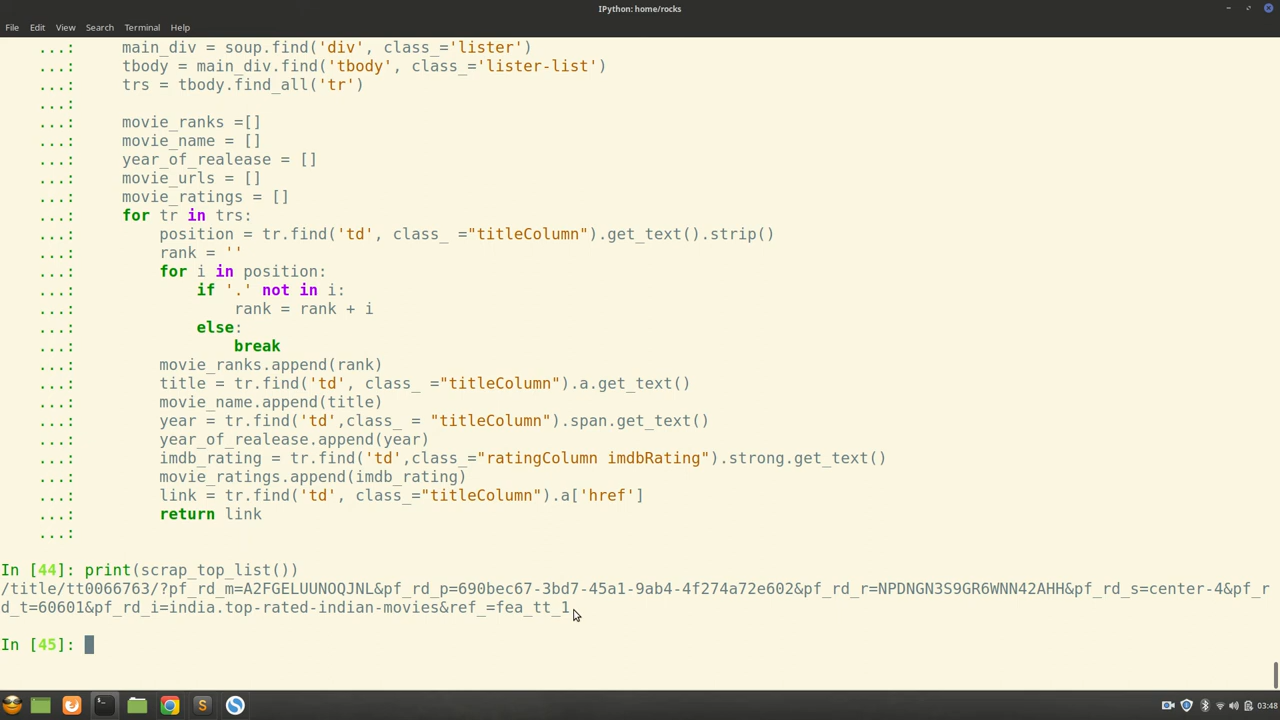 IPython: home/rocks
File Edit View Search Terminal Help
...: main_div = soup.find('div', class_='lister')
...: tbody = main_div.find('tbody', class_='lister-list')
...: trs = tbody.find_all('tr')
...:
...: movie_ranks =[]
...: movie_name = []
...: year_of_realease = []
...: movie_urls = []
...: movie_ratings = []
...: for tr in trs:
...: position = tr.find('td', class_ ="titleColumn").get_text().strip()
...: rank = ''
...: for i in position:
...: if '.' not in i:
...: rank = rank + i
...: else:
...: break
...: movie_ranks.append(rank)
...: title = tr.find('td', class_ ="titleColumn").a.get_text()
...: movie_name.append(title)
...: year = tr.find('td',class_ = "titleColumn").span.get_text()
...: year_of_realease.append(year)
...: imdb_rating = tr.find('td',class_="ratingColumn imdbRating").strong.get_text()
...: movie_ratings.append(imdb_rating)
...: link = tr.find('td', class_="titleColumn").a['href']
...: return link
...:
In [44]: print(scrap_top_list())
/title/tt0066763/?pf_rd_m=A2FGELUUNOQJNL&pf_rd_p=690bec67-3bd7-45a1-9ab4-4f274a72e602&pf_rd_r=NPDNGN3S9GR6WNN42AHH&pf_rd_s=center-4&pf_r
d_t=60601&pf_rd_i=india.top-rated-indian-movies&ref_=fea_tt_1
In [45]:
03:48